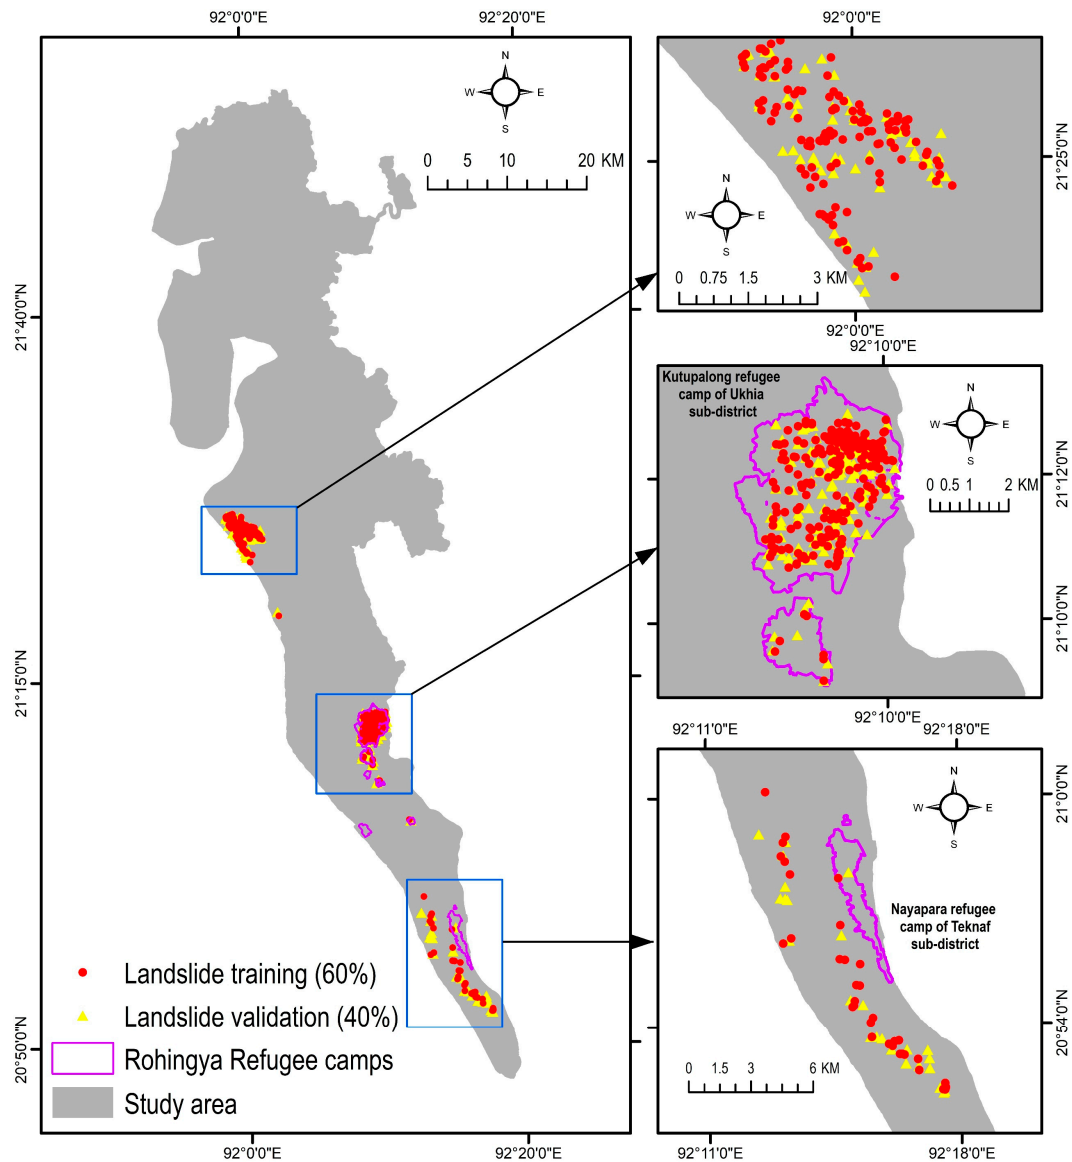 92°0'0"E
92°20'0"E
N
W E
S
0 5 10 20 KM
21°40'0"N
21°15'0"N
20°50'0"N
Landslide training (60%)
Landslide validation (40%)
Rohingya Refugee camps
Study area
92°0'0"E
92°20'0"E
92°0'0"E
21°25'0"N
N
W E
S
0 0.75 1.5 3 KM
92°0'0"E
92°10'0"E
Kutupalong refugee
camp of Ukhia
sub-district
N
W E
S
0 0.5 1 2 KM
21°12'0"N
21°10'0"N
92°10'0"E
92°11'0"E
92°18'0"E
N
W E
S
21°0'0"N
Nayapara refugee
camp of Teknaf
sub-district
20°54'0"N
0 1.5 3 6 KM
92°11'0"E
92°18'0"E